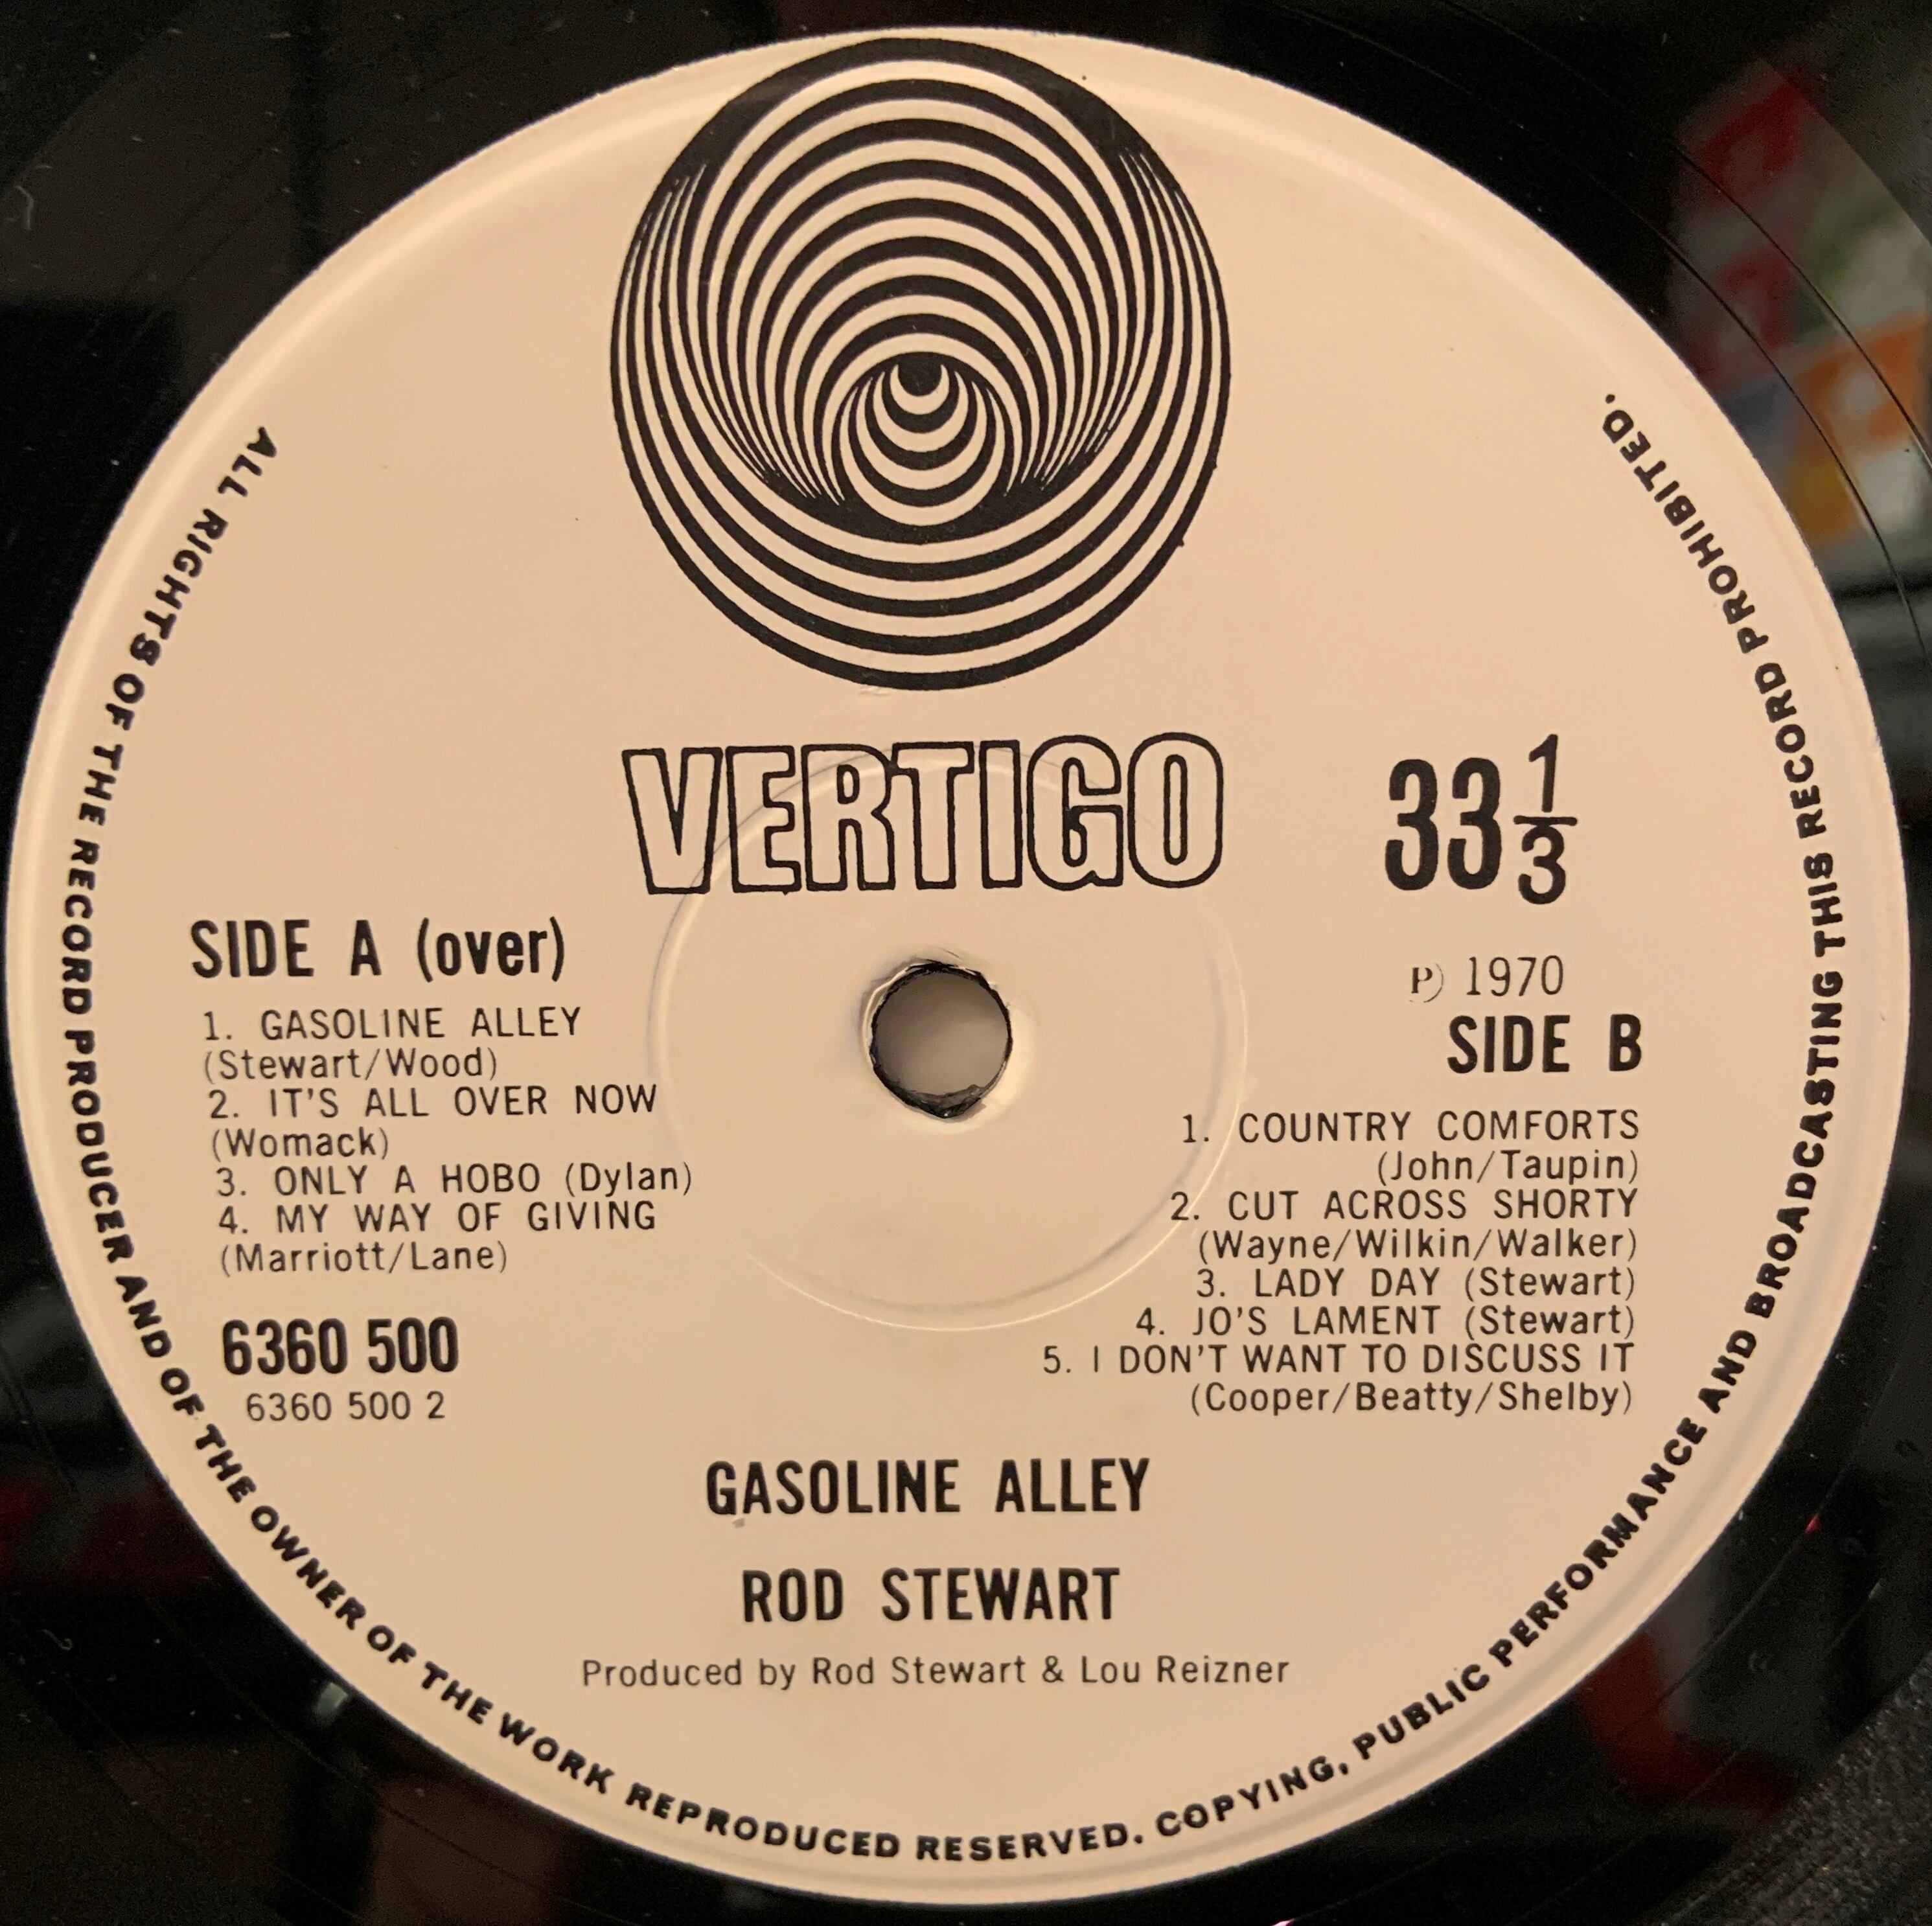 VERTIGO
33 1/3
SIDE A (over)
1. GASOLINE ALLEY
(Stewart/Wood)
2. IT'S ALL OVER NOW
(Womack)
3. ONLY A HOBO (Dylan)
4. MY WAY OF GIVING
(Marriott/Lane)
6360 500
6360 500 2
Ⓟ 1970
SIDE B
1. COUNTRY COMFORTS
(John/Taupin)
2. CUT ACROSS SHORTY
(Wayne/Wilkin/Walker)
3. LADY DAY (Stewart)
4. JO'S LAMENT (Stewart)
5. I DON'T WANT TO DISCUSS IT
(Cooper/Beatty/Shelby)
GASOLINE ALLEY
ROD STEWART
Produced by Rod Stewart & Lou Reizner
ALL RIGHTS OF THE RECORD PRODUCER AND OF THE OWNER OF THE WORK REPRODUCED RESERVED. COPYING, PUBLIC PERFORMANCE AND BROADCASTING THIS RECORD PROHIBITED.